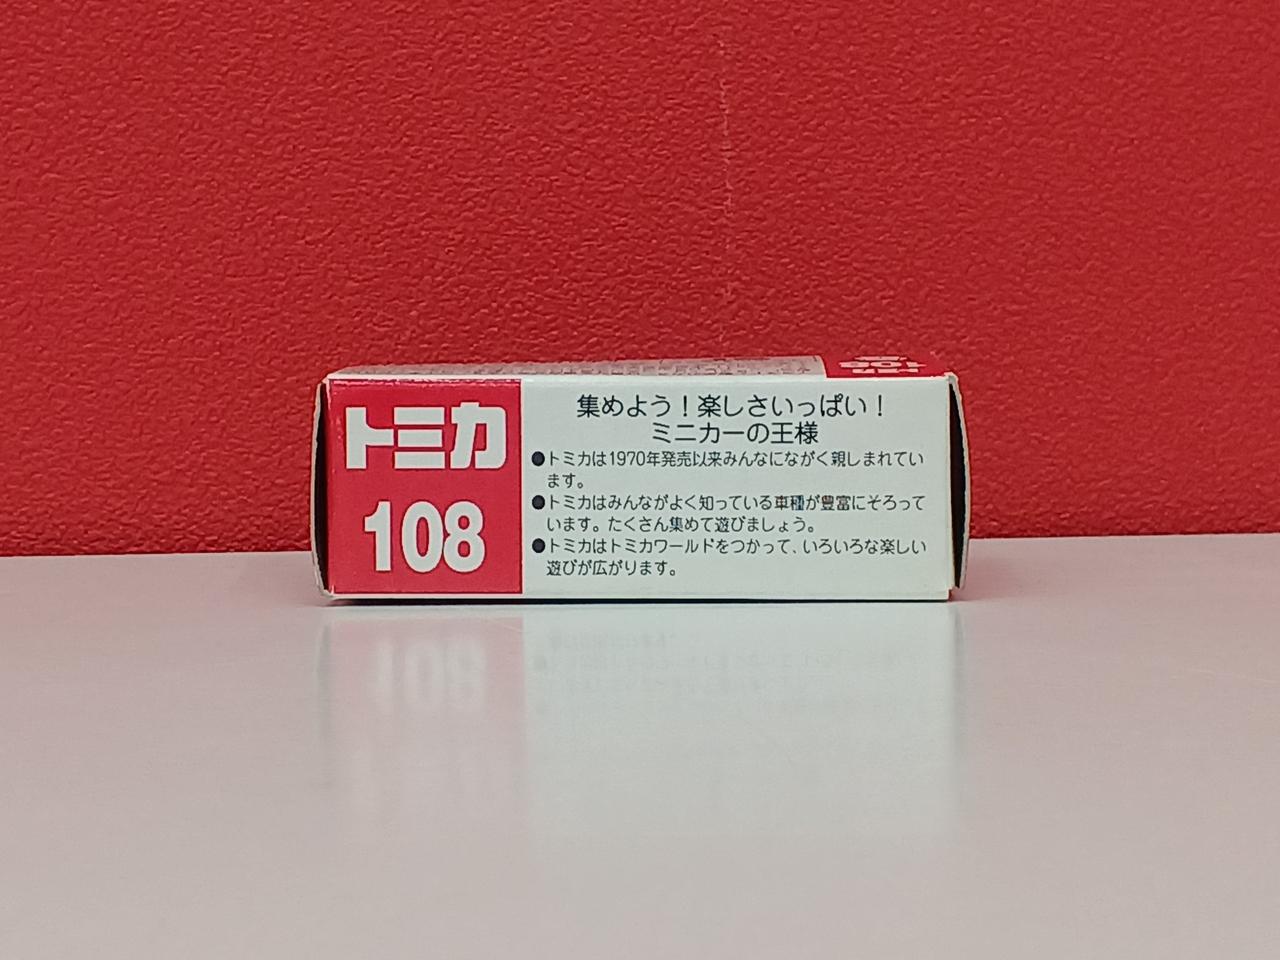 トミカ
108
トミカ
108
集めよう！楽しさいっぱい！
ミニカーの王様
●トミカは1970年発売以来みんなにながく親しまれてい
ます。
●トミカはみんながよく知っている車種が豊富にそろって
います。たくさん集めて遊びましょう。
●トミカはトミカワールドをつかって、いろいろな楽しい
遊びが広がります。